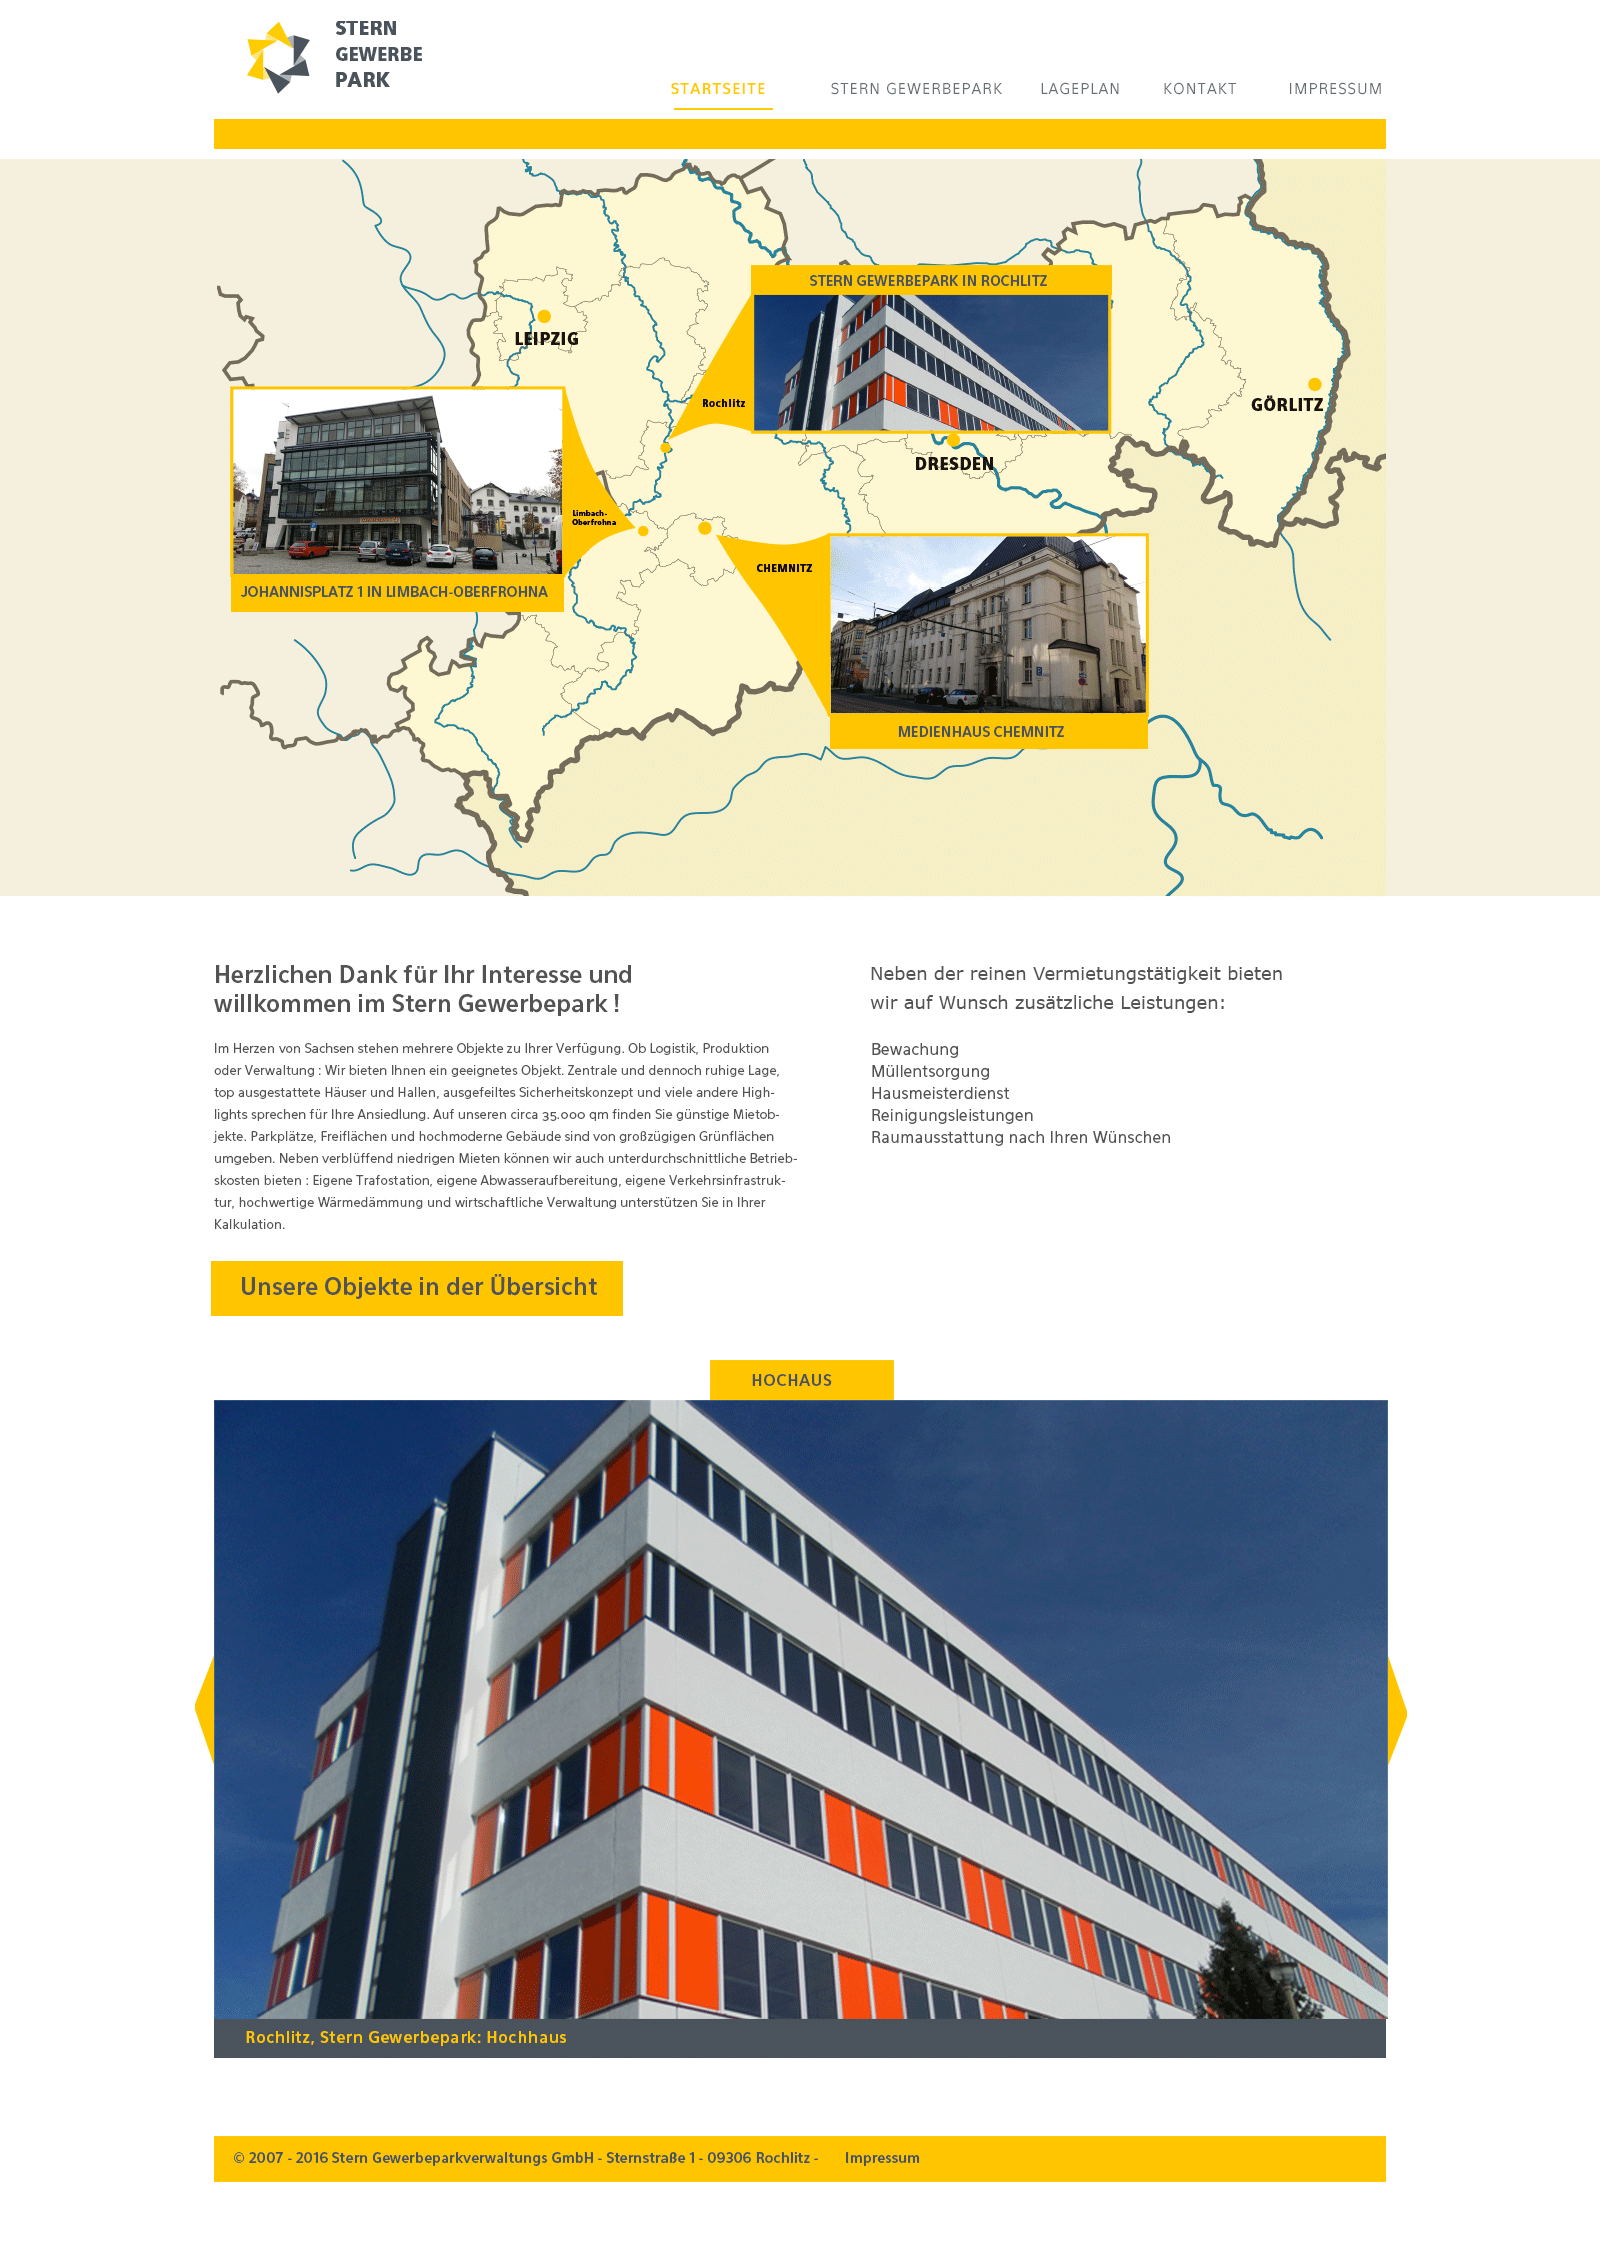 STERN
GEWERBE
PARK
STARTSEITE STERN GEWERBEPARK LAGEPLAN KONTAKT IMPRESSUM
STERN GEWERBEPARK IN ROCHLITZ
LEIPZIG
Rochlitz
GÖRLITZ
DRESDEN
Limbach-
Oberfrohna
CHEMNITZ
JOHANNISPLATZ 1 IN LIMBACH-OBERFROHNA
MEDIENHAUS CHEMNITZ
Herzlichen Dank für Ihr Interesse und
willkommen im Stern Gewerbepark !
Im Herzen von Sachsen stehen mehrere Objekte zu Ihrer Verfügung. Ob Logistik, Produktion
oder Verwaltung : Wir bieten Ihnen ein geeignetes Objekt. Zentrale und dennoch ruhige Lage,
top ausgestattete Häuser und Hallen, ausgefeiltes Sicherheitskonzept und viele andere High-
lights sprechen für Ihre Ansiedlung. Auf unseren circa 35.000 qm finden Sie günstige Mietob-
jekte. Parkplätze, Freiflächen und hochmoderne Gebäude sind von großzügigen Grünflächen
umgeben. Neben verblüffend niedrigen Mieten können wir auch unterdurchschnittliche Betrieb-
skosten bieten : Eigene Trafostation, eigene Abwasseraufbereitung, eigene Verkehrsinfrastruk-
tur, hochwertige Wärmedämmung und wirtschaftliche Verwaltung unterstützen Sie in Ihrer
Kalkulation.
Neben der reinen Vermietungstätigkeit bieten
wir auf Wunsch zusätzliche Leistungen:
Bewachung
Müllentsorgung
Hausmeisterdienst
Reinigungsleistungen
Raumausstattung nach Ihren Wünschen
Unsere Objekte in der Übersicht
HOCHAUS
Rochlitz, Stern Gewerbepark: Hochhaus
© 2007 - 2016 Stern Gewerbeparkverwaltungs GmbH - Sternstraße 1 - 09306 Rochlitz - Impressum